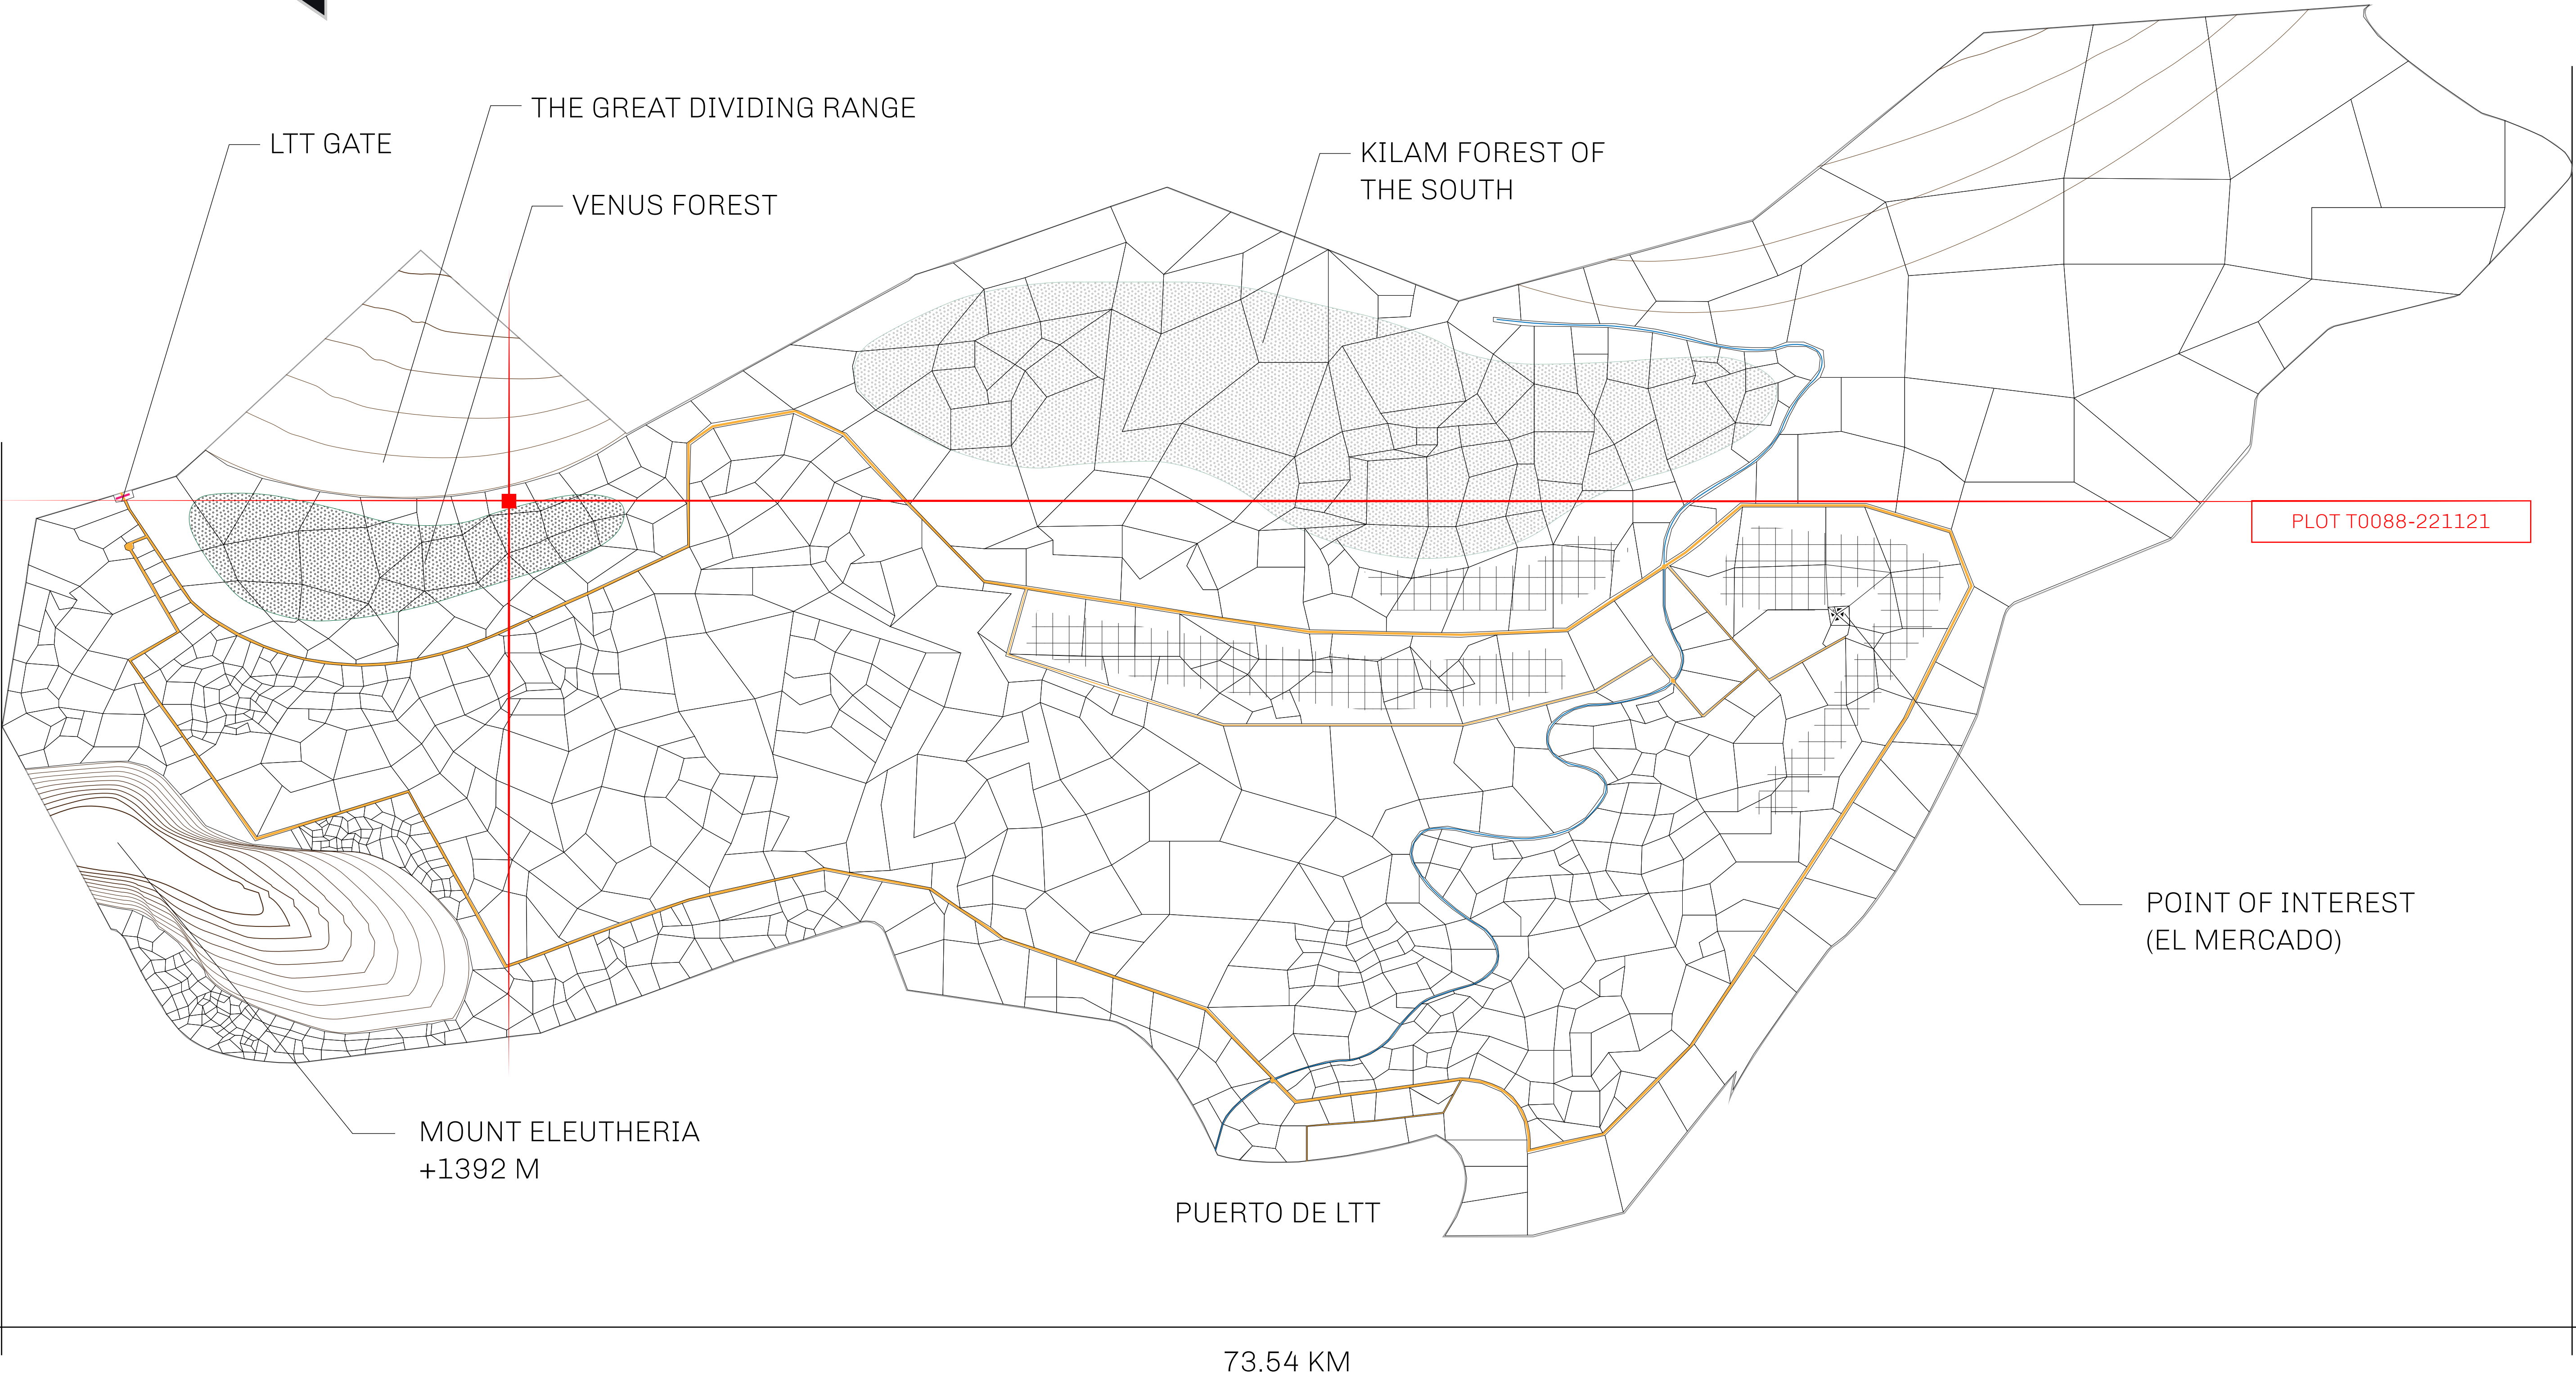 THE GREAT DIVIDING RANGE
LTT GATE
KILAM FOREST OF
THE SOUTH
VENUS FOREST
PLOT T0088-221121
POINT OF INTEREST
(EL MERCADO)
MOUNT ELEUTHERIA
+1392 M
PUERTO DE LTT
73.54 KM